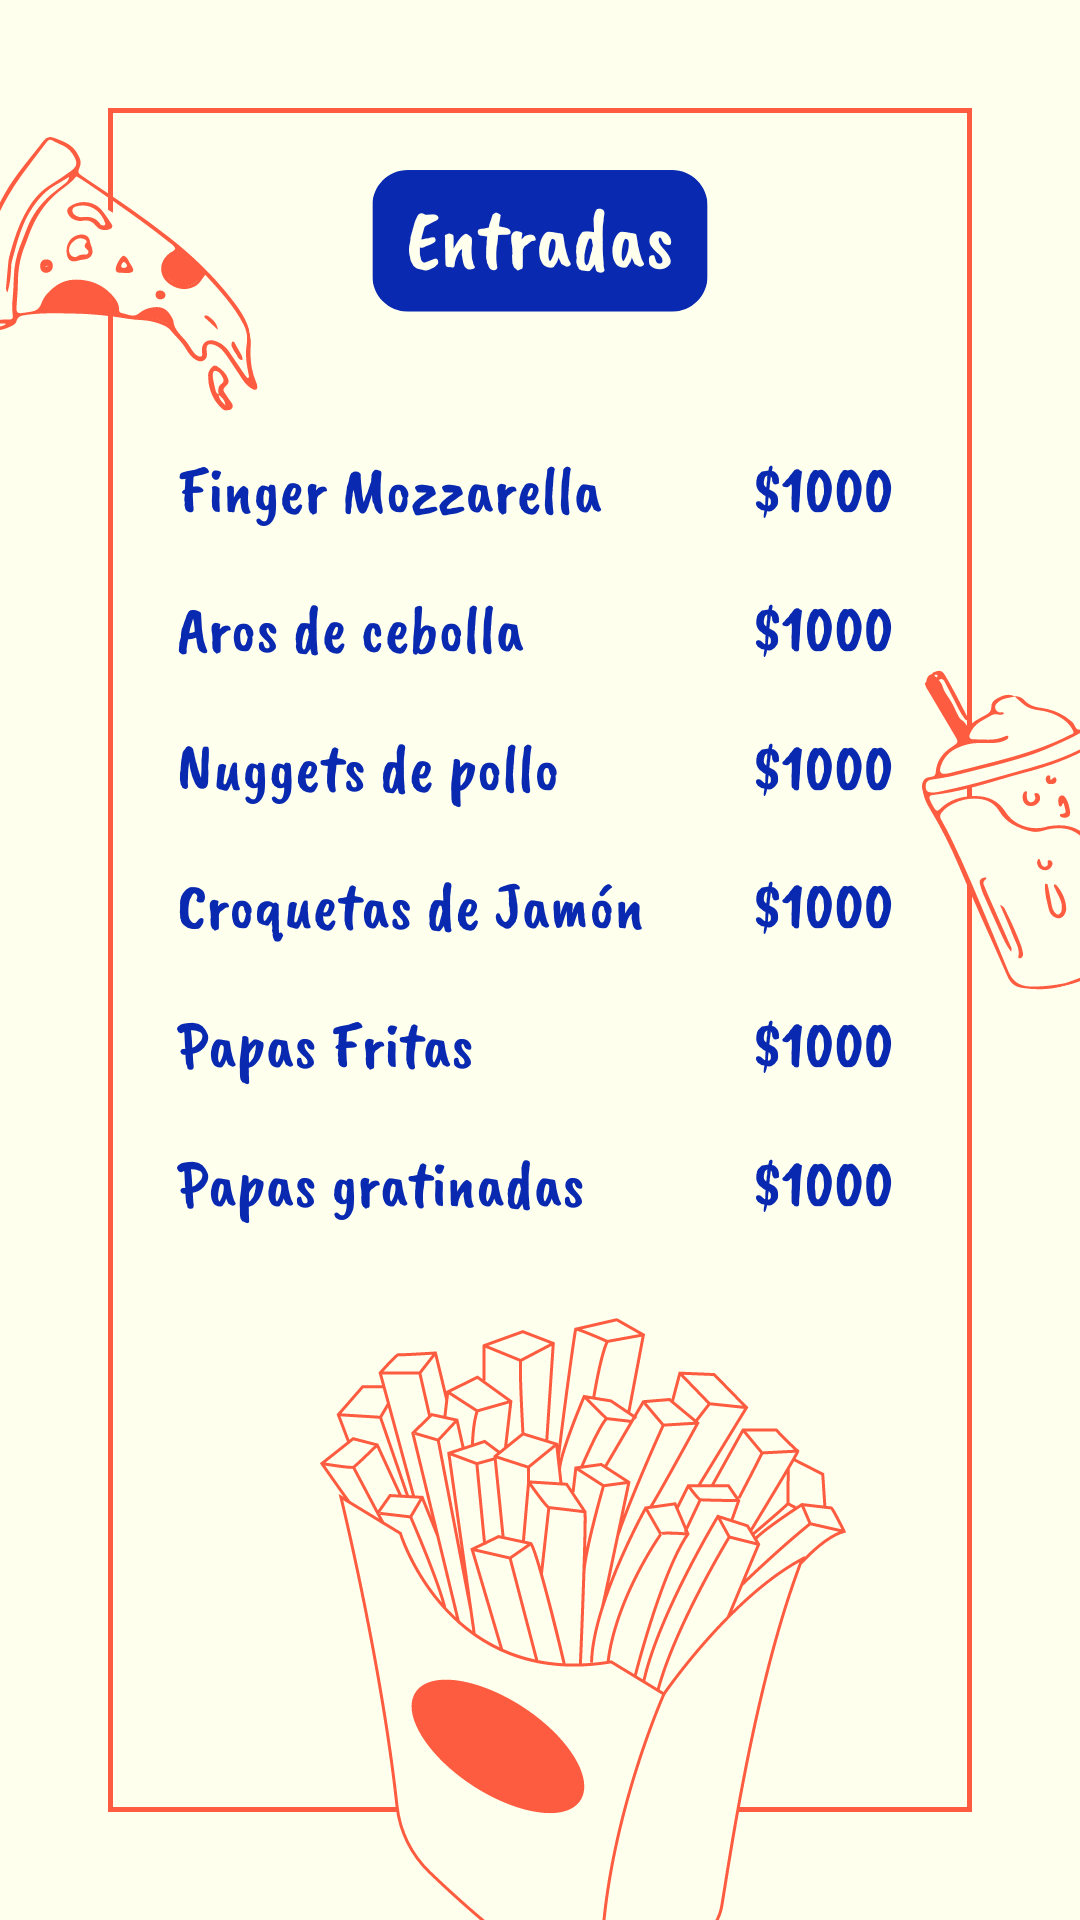 Entradas
Finger Mozzarella $1000
Aros de cebolla $1000
Nuggets de pollo $1000
Croquetas de Jamón $1000
Papas Fritas $1000
Papas gratinadas $1000